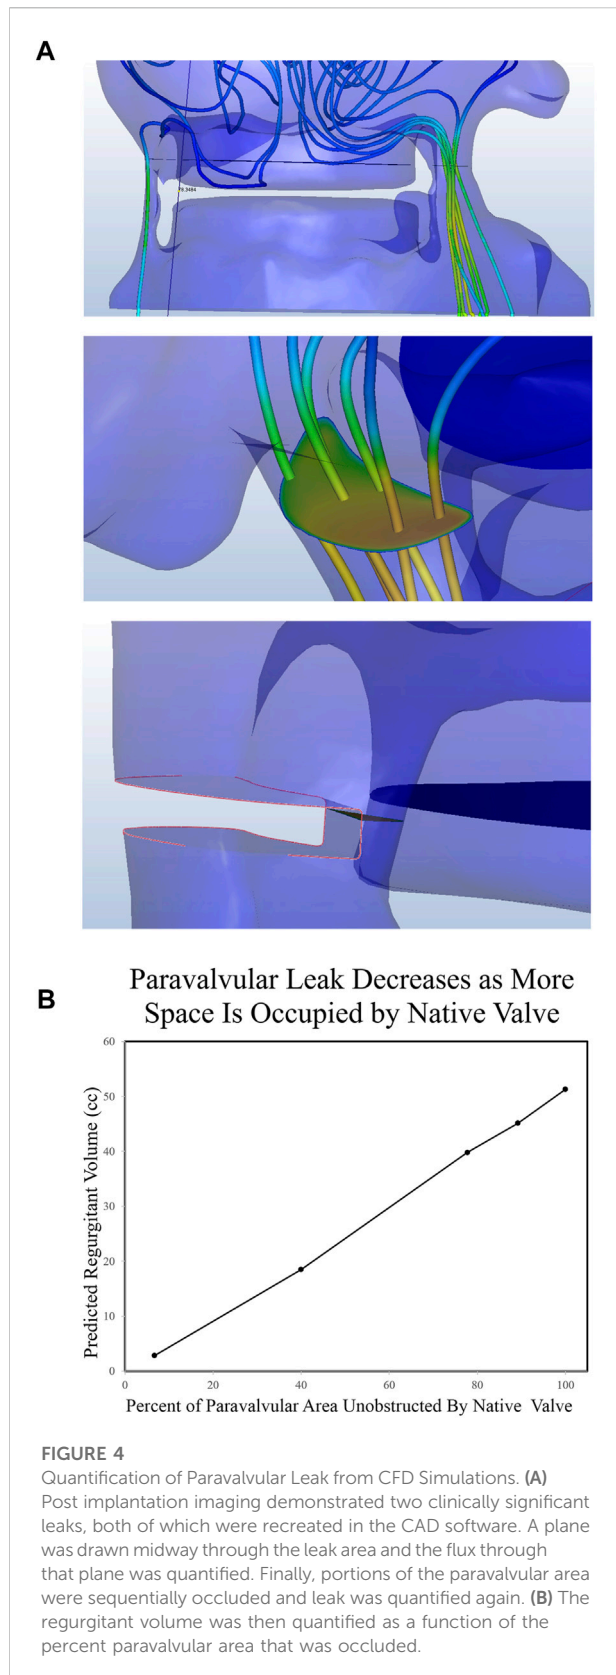 A
B
Paravalvular Leak Decreases as More
Space Is Occupied by Native Valve
Predicted Regurgitant Volume (cc)
60
50
40
30
20
10
0
0 20 40 60 80 100
Percent of Paravalvular Area Unobstructed By Native Valve
FIGURE 4
Quantification of Paravalvular Leak from CFD Simulations. (A)
Post implantation imaging demonstrated two clinically significant
leaks, both of which were recreated in the CAD software. A plane
was drawn midway through the leak area and the flux through
that plane was quantified. Finally, portions of the paravalvular area
were sequentially occluded and leak was quantified again. (B) The
regurgitant volume was then quantified as a function of the
percent paravalvular area that was occluded.